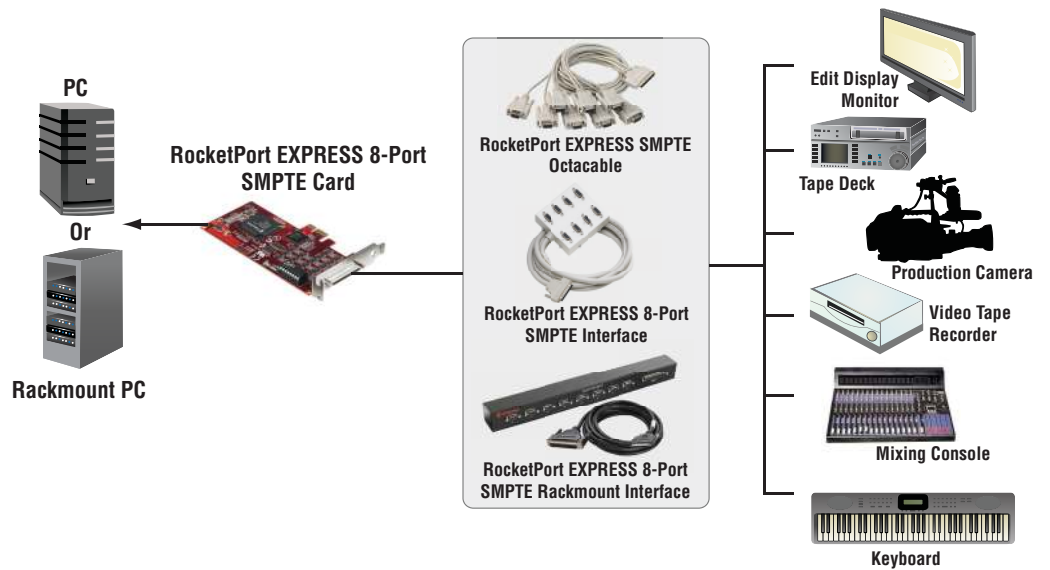 PC
Or
Rackmount PC
RocketPort EXPRESS 8-Port
SMPTE Card
RocketPort EXPRESS SMPTE
Octacable
RocketPort EXPRESS 8-Port
SMPTE Interface
RocketPort EXPRESS 8-Port
SMPTE Rackmount Interface
Edit Display
Monitor
Tape Deck
Production Camera
Video Tape
Recorder
Mixing Console
Keyboard